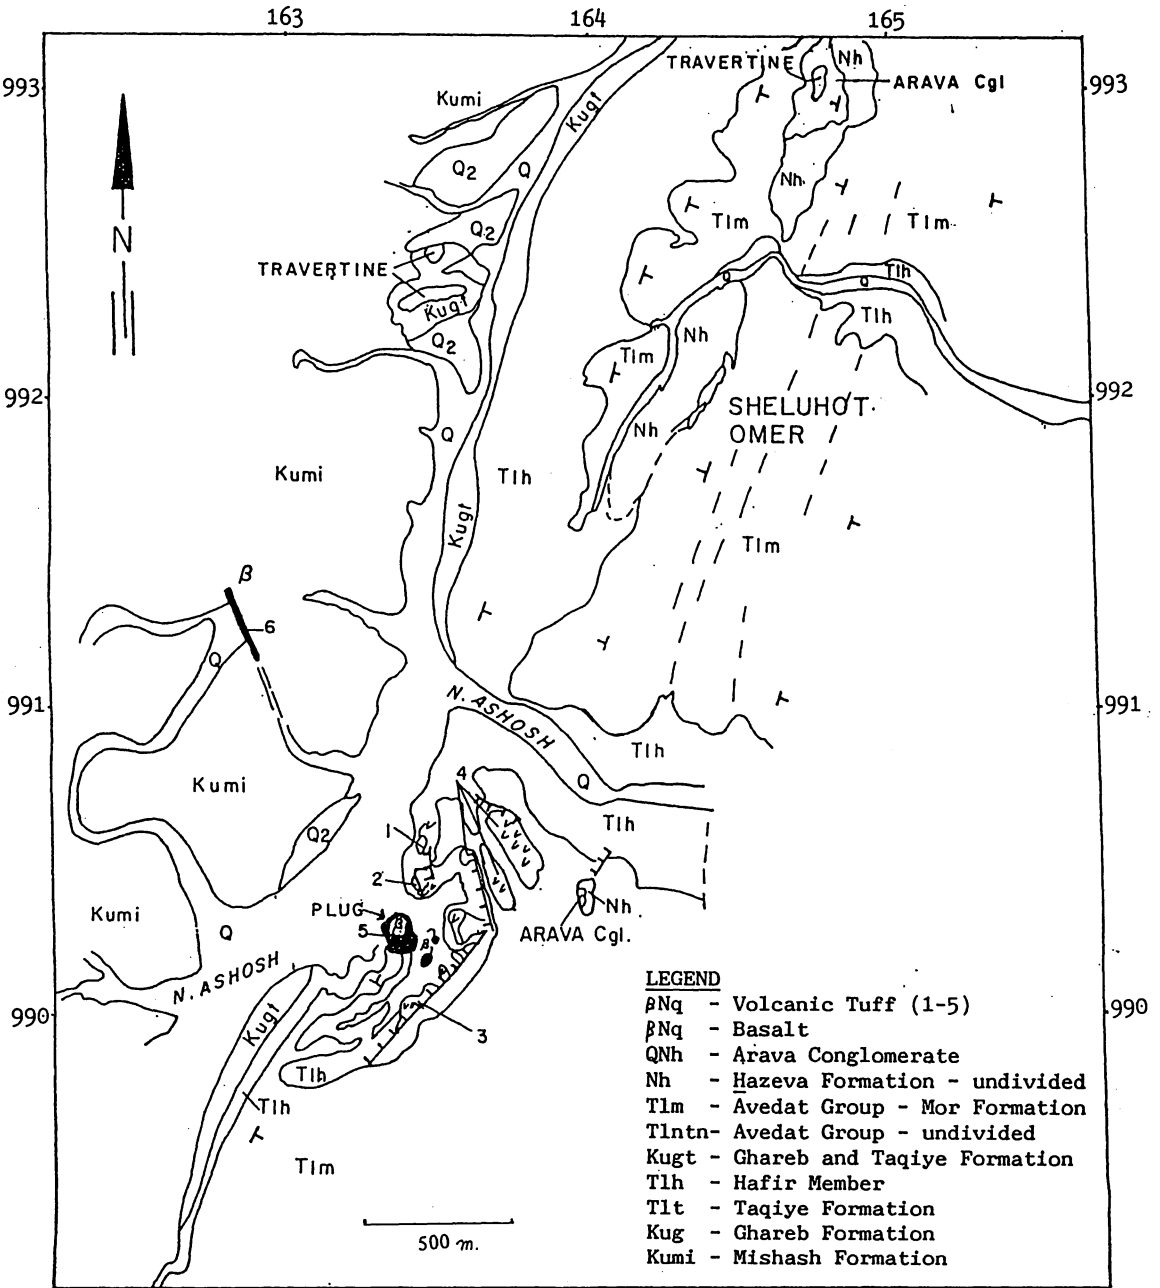 163 164 165
993 993
TRAVERTINE Nh
ARAVA Cgl
Kumi
Kugt
Q2 Q
Nh
Tlm Tlm
Q2
TRAVERTINE
Tlh
Q Q
Kugt
Tlh
Q2
Nh
Tlm
992 992
SHELUHOT
OMER
Q
Nh
Kumi Tlh
Kugt
Tlm
β
6
Q
991 991
N. ASHOSH
Tlh
4
Q
Kumi
Tlh
Q2
1
2
Kumi
PLUG
β
Nh
5
β
ARAVA Cgl.
Q
N. ASHOSH
990 990
Kugt
3
Tlh
Tlh
Tlm
500 m.
LEGEND
βNq - Volcanic Tuff (1-5)
βNq - Basalt
QNh - Arava Conglomerate
Nh - Hazeva Formation - undivided
Tlm - Avedat Group - Mor Formation
Tlntn- Avedat Group - undivided
Kugt - Ghareb and Taqiye Formation
Tlh - Hafir Member
Tlt - Taqiye Formation
Kug - Ghareb Formation
Kumi - Mishash Formation
N